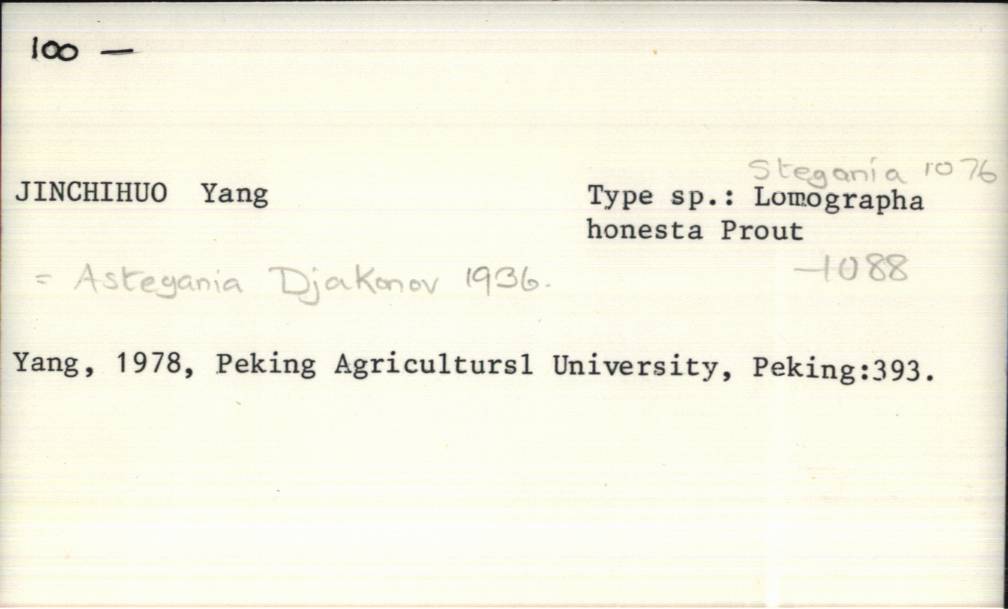 100 —
Stegania 1076
JINCHIHUO Yang
Type sp.: Lomographa
honesta Prout
—1088
= Astegania Djakonov 1936.
Yang, 1978, Peking Agricultursl University, Peking:393.